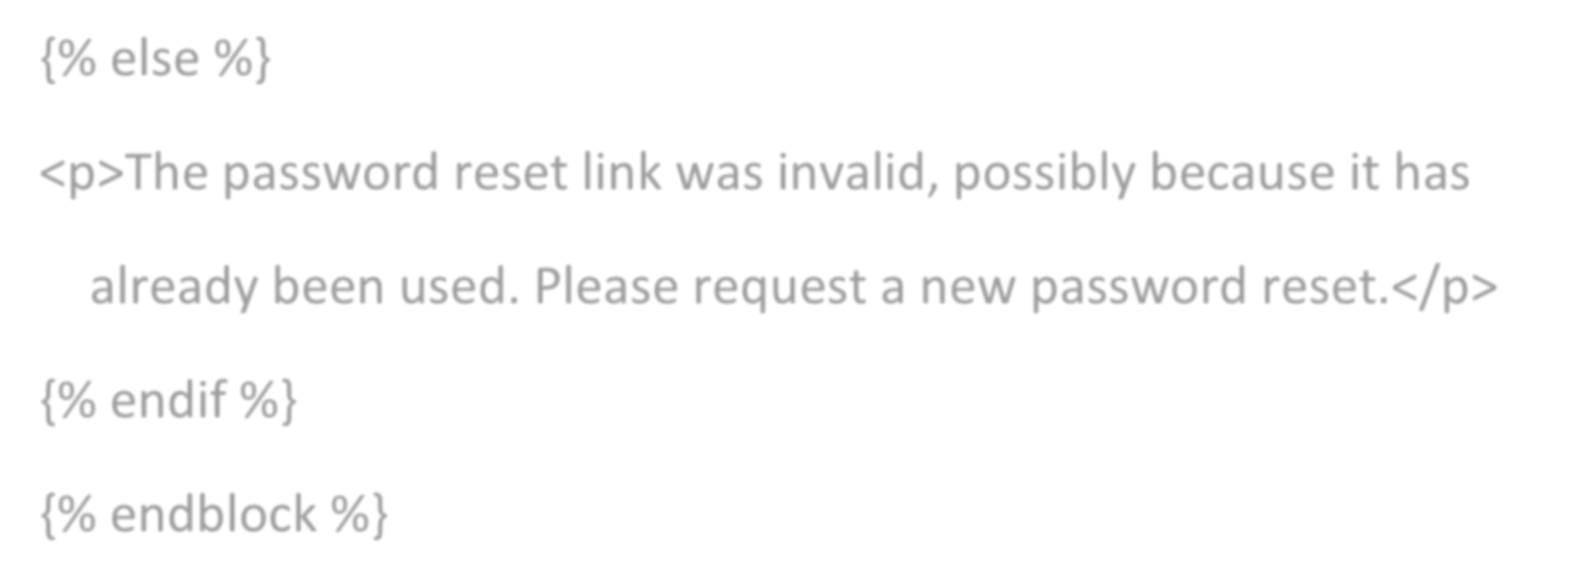 {% else %}
<p>The password reset link was invalid, possibly because it has
already been used. Please request a new password reset.</p>
{% endif %}
{% endblock %}